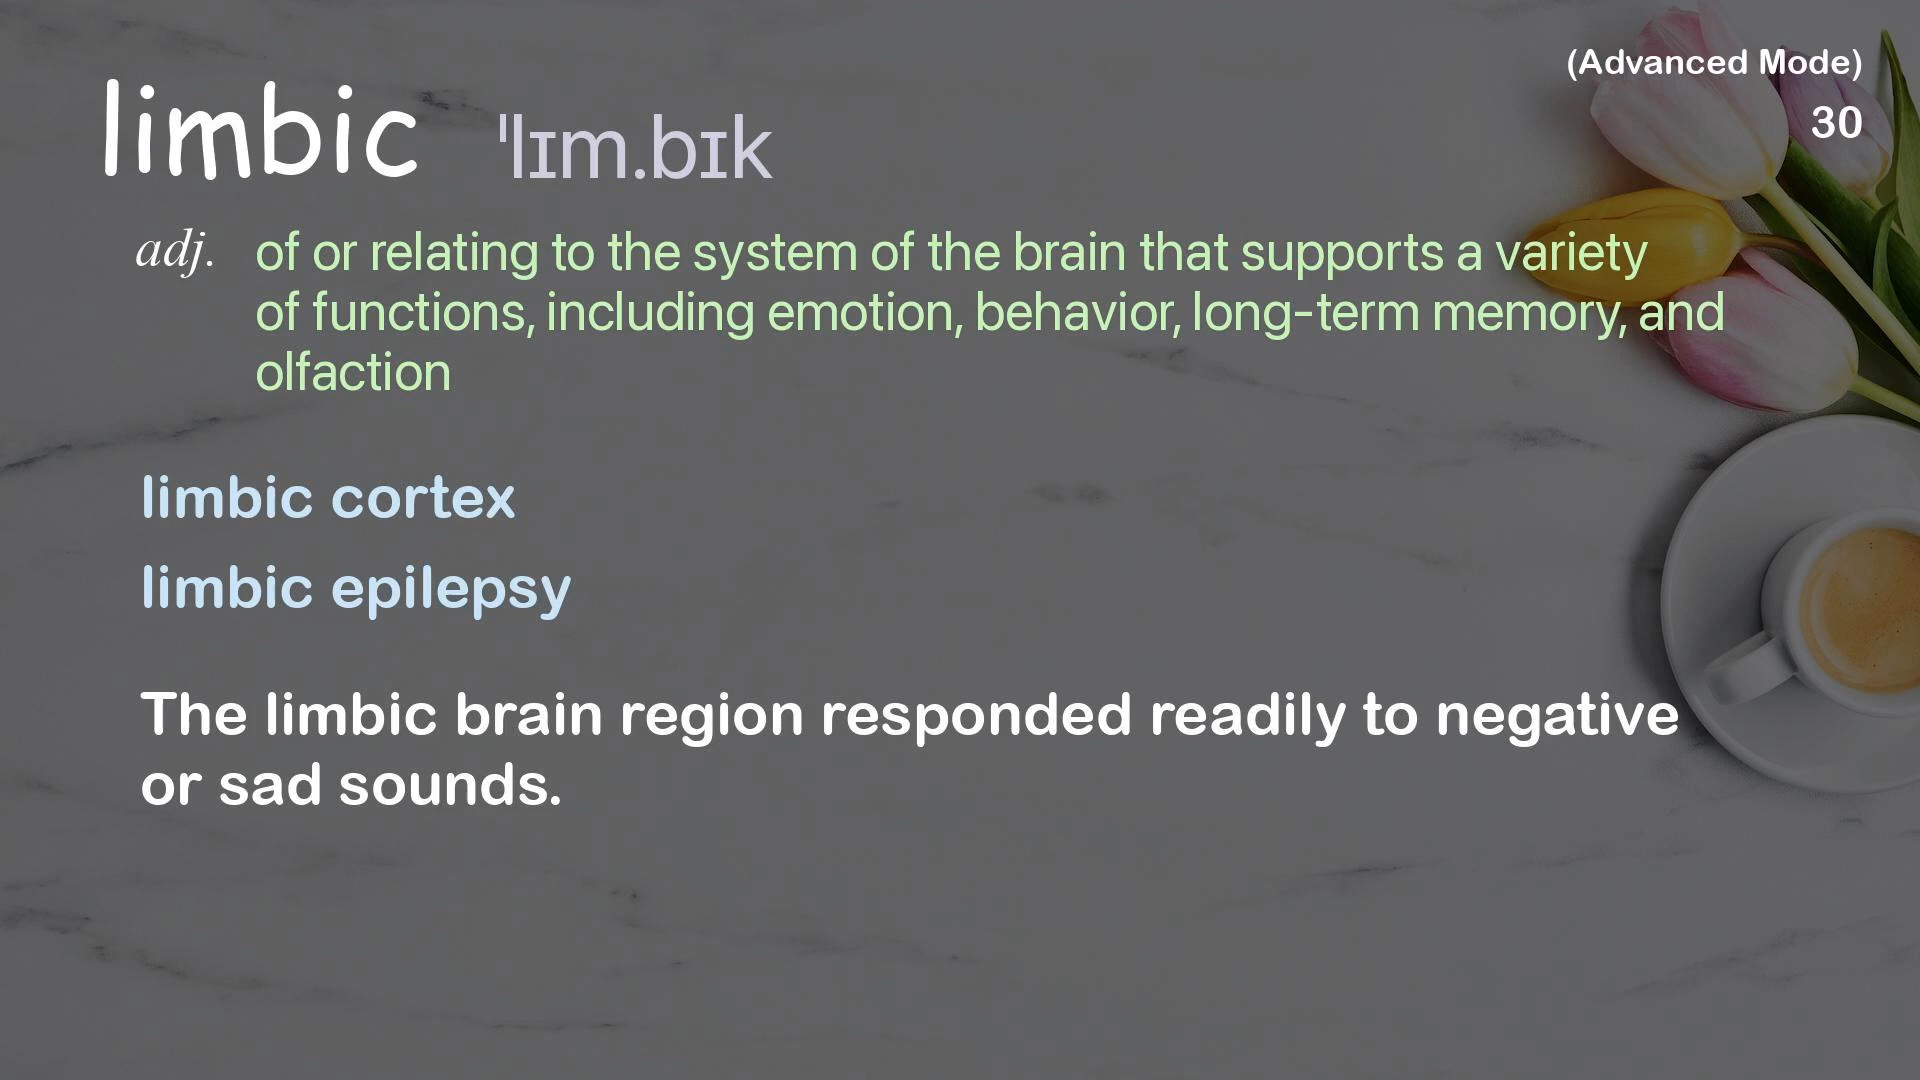 (Advanced Mode)
30
limbic ˈlɪm.bɪk
adj. of or relating to the system of the brain that supports a variety
of functions, including emotion, behavior, long-term memory, and
olfaction
limbic cortex
limbic epilepsy
The limbic brain region responded readily to negative
or sad sounds.